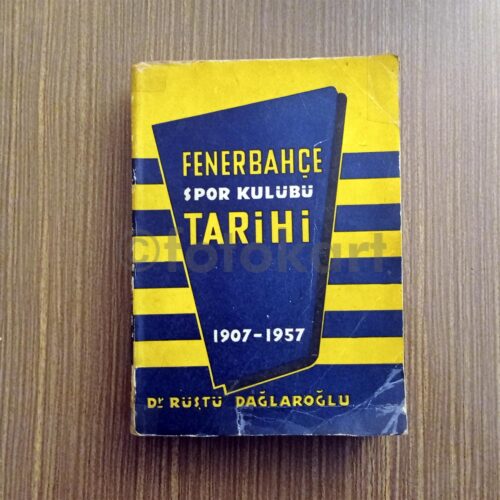 FENERBAHÇE
SPOR KULÜBÜ
TARİHİ
©fotokart
1907-1957
Dr RÜŞTÜ DAĞLAROĞLU